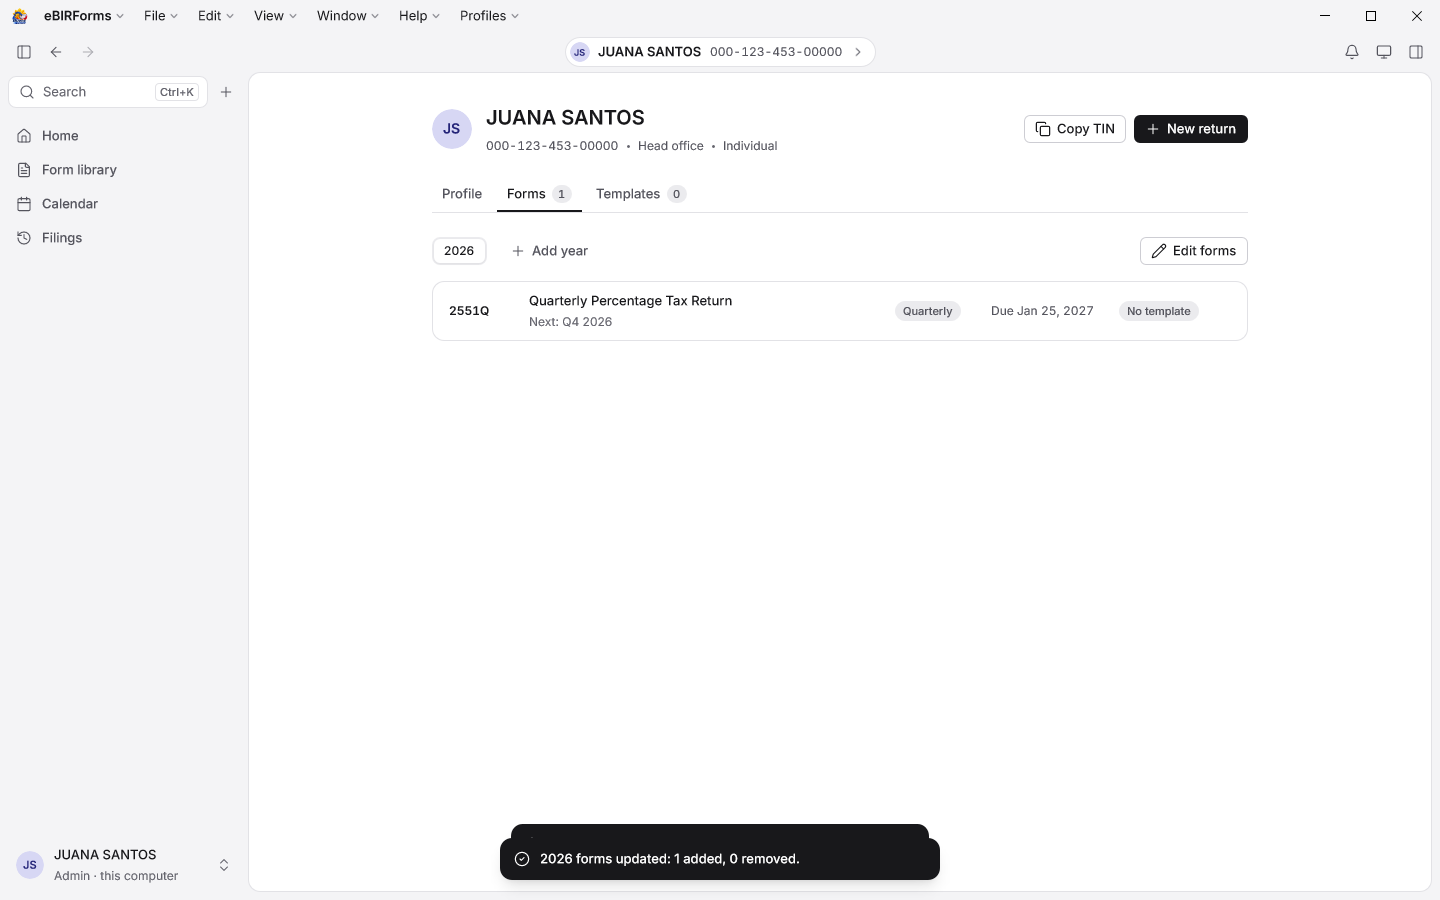 eBIRForms File Edit View Window Help Profiles
JS JUANA SANTOS 000-123-453-00000
Search Ctrl+K
Home
Form library
Calendar
Filings
JS
JUANA SANTOS
000-123-453-00000 • Head office • Individual
Copy TIN
New return
Profile Forms 1 Templates 0
2026 Add year Edit forms
2551Q
Quarterly Percentage Tax Return
Next: Q4 2026
Quarterly
Due Jan 25, 2027
No template
2026 forms updated: 1 added, 0 removed.
JS
JUANA SANTOS
Admin · this computer